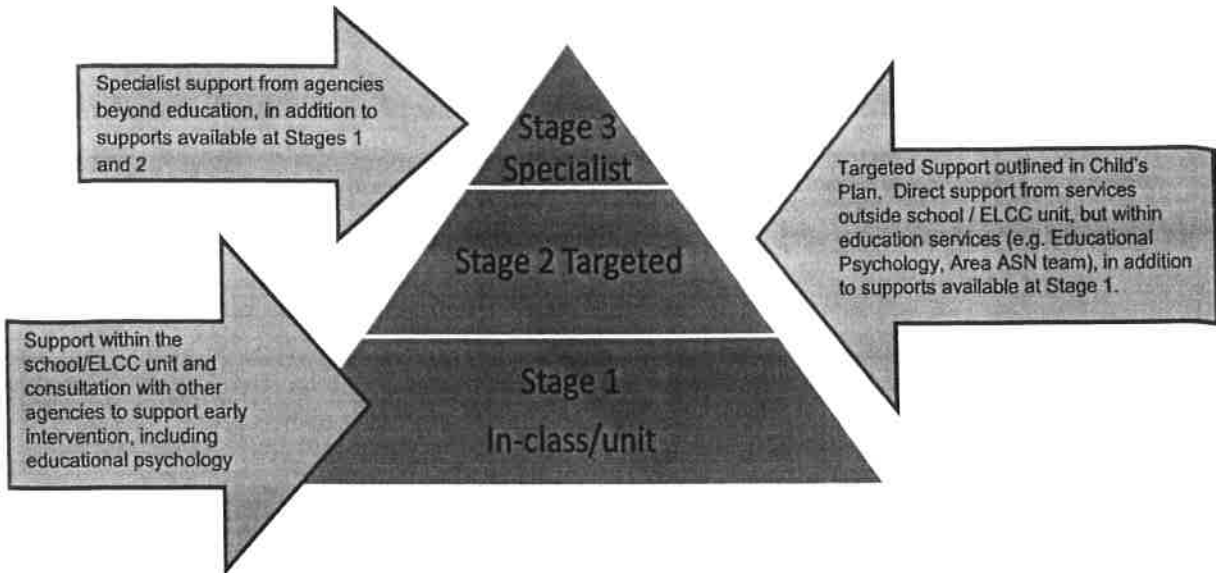 Specialist support from agencies
beyond education, in addition to
supports available at Stages 1
and 2
Stage 3
Specialist
Targeted Support outlined in Child's
Plan. Direct support from services
outside school / ELCC unit, but within
education services (e.g. Educational
Psychology, Area ASN team), in addition
to supports available at Stage 1.
Stage 2 Targeted
Support within the
school/ELCC unit and
consultation with other
agencies to support early
intervention, including
educational psychology
Stage 1
In-class/unit